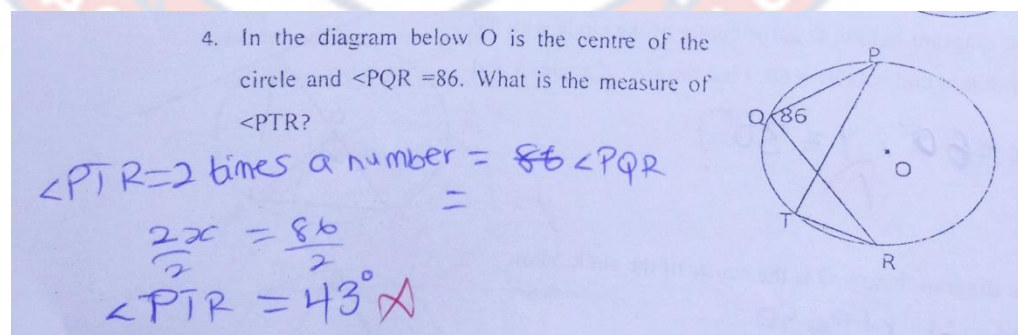 4. In the diagram below O is the centre of the
circle and <PQR =86. What is the measure of
<PTR?
<PTR=2 times a number = 86 <PQR
=
2x = 86
2 2
<PTR = 43°
P
Q 86
O
T
R